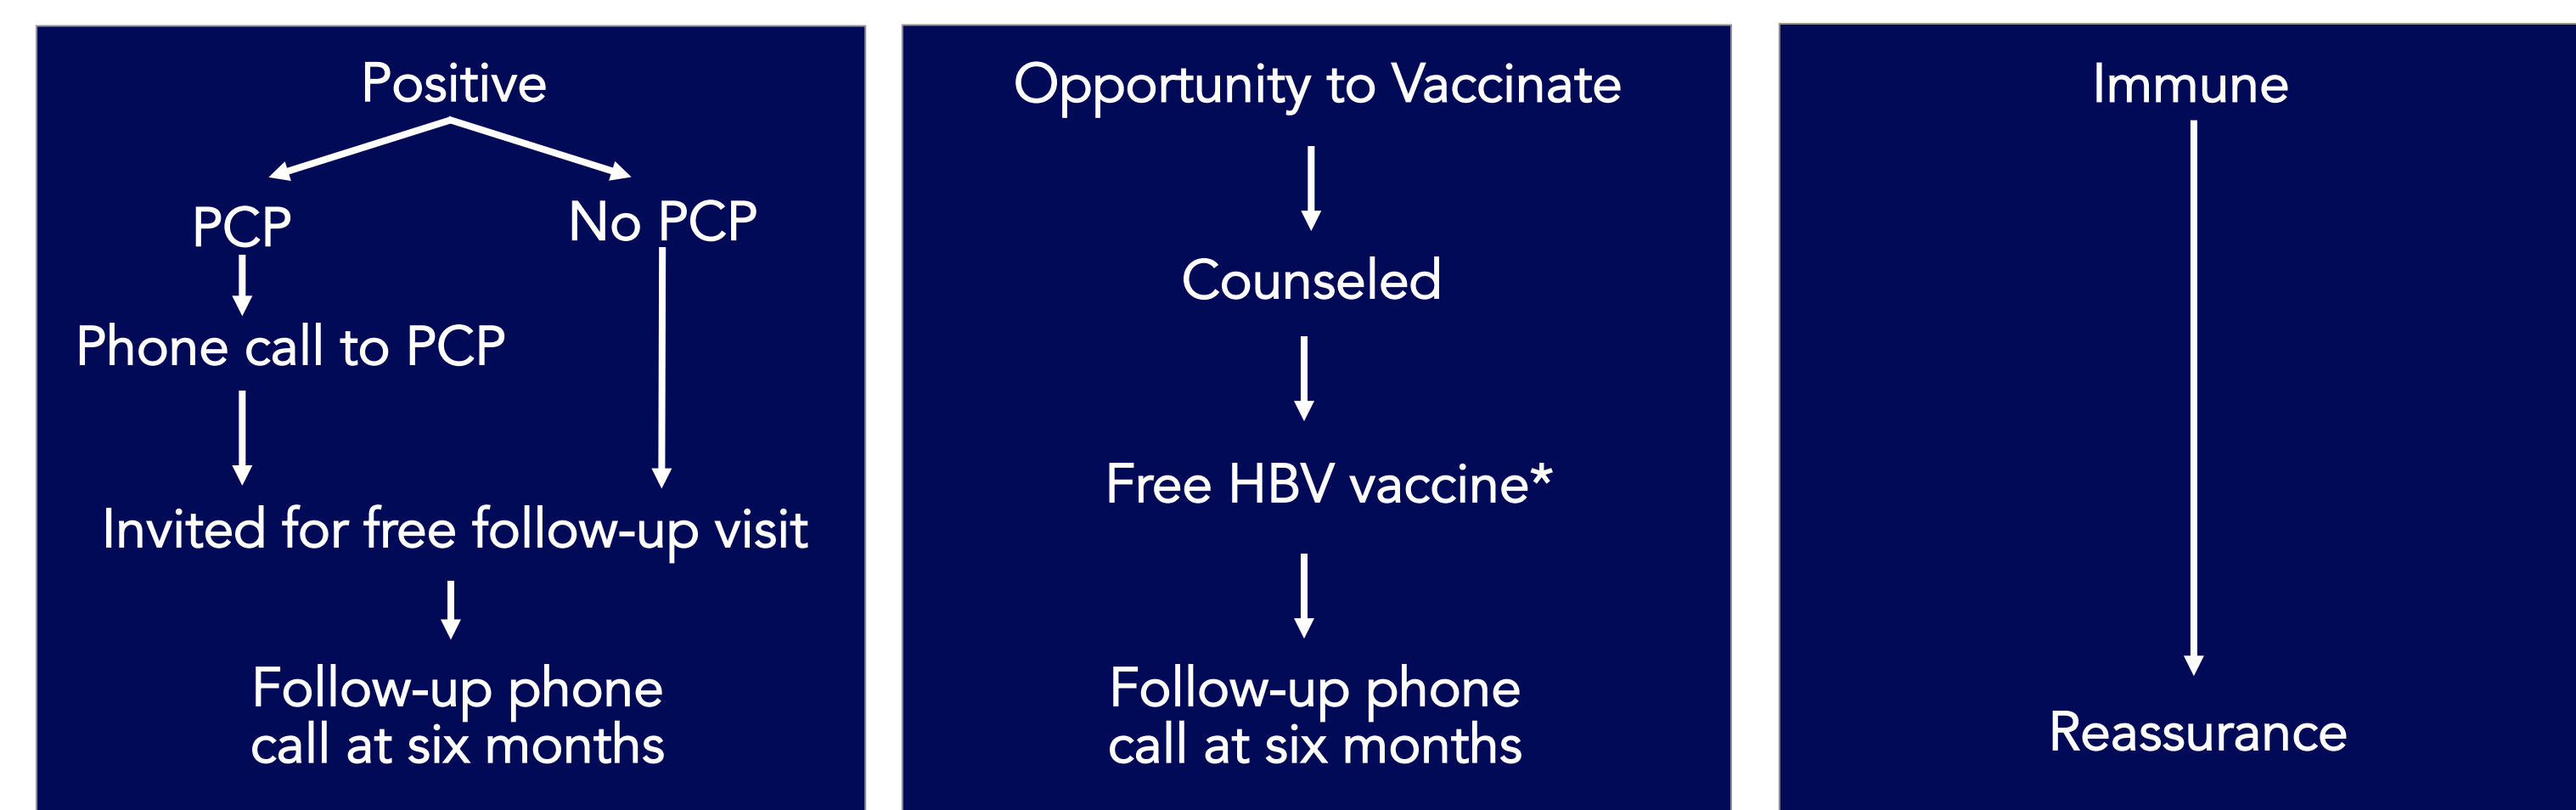 Positive
PCP
No PCP
Phone call to PCP
Invited for free follow-up visit
Follow-up phone
call at six months
Opportunity to Vaccinate
Counseled
Free HBV vaccine*
Follow-up phone
call at six months
Immune
Reassurance